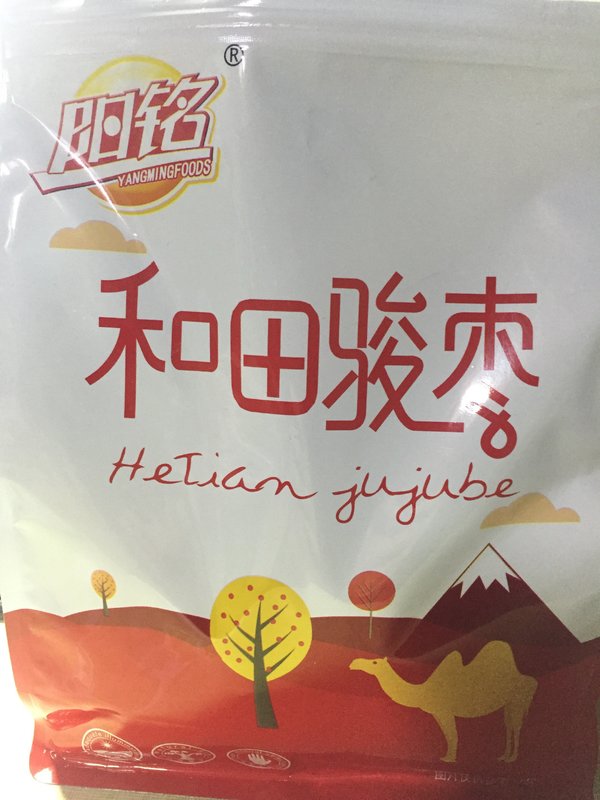 阳铭®
YANGMINGFOODS
和田骏枣
HeTian jujube